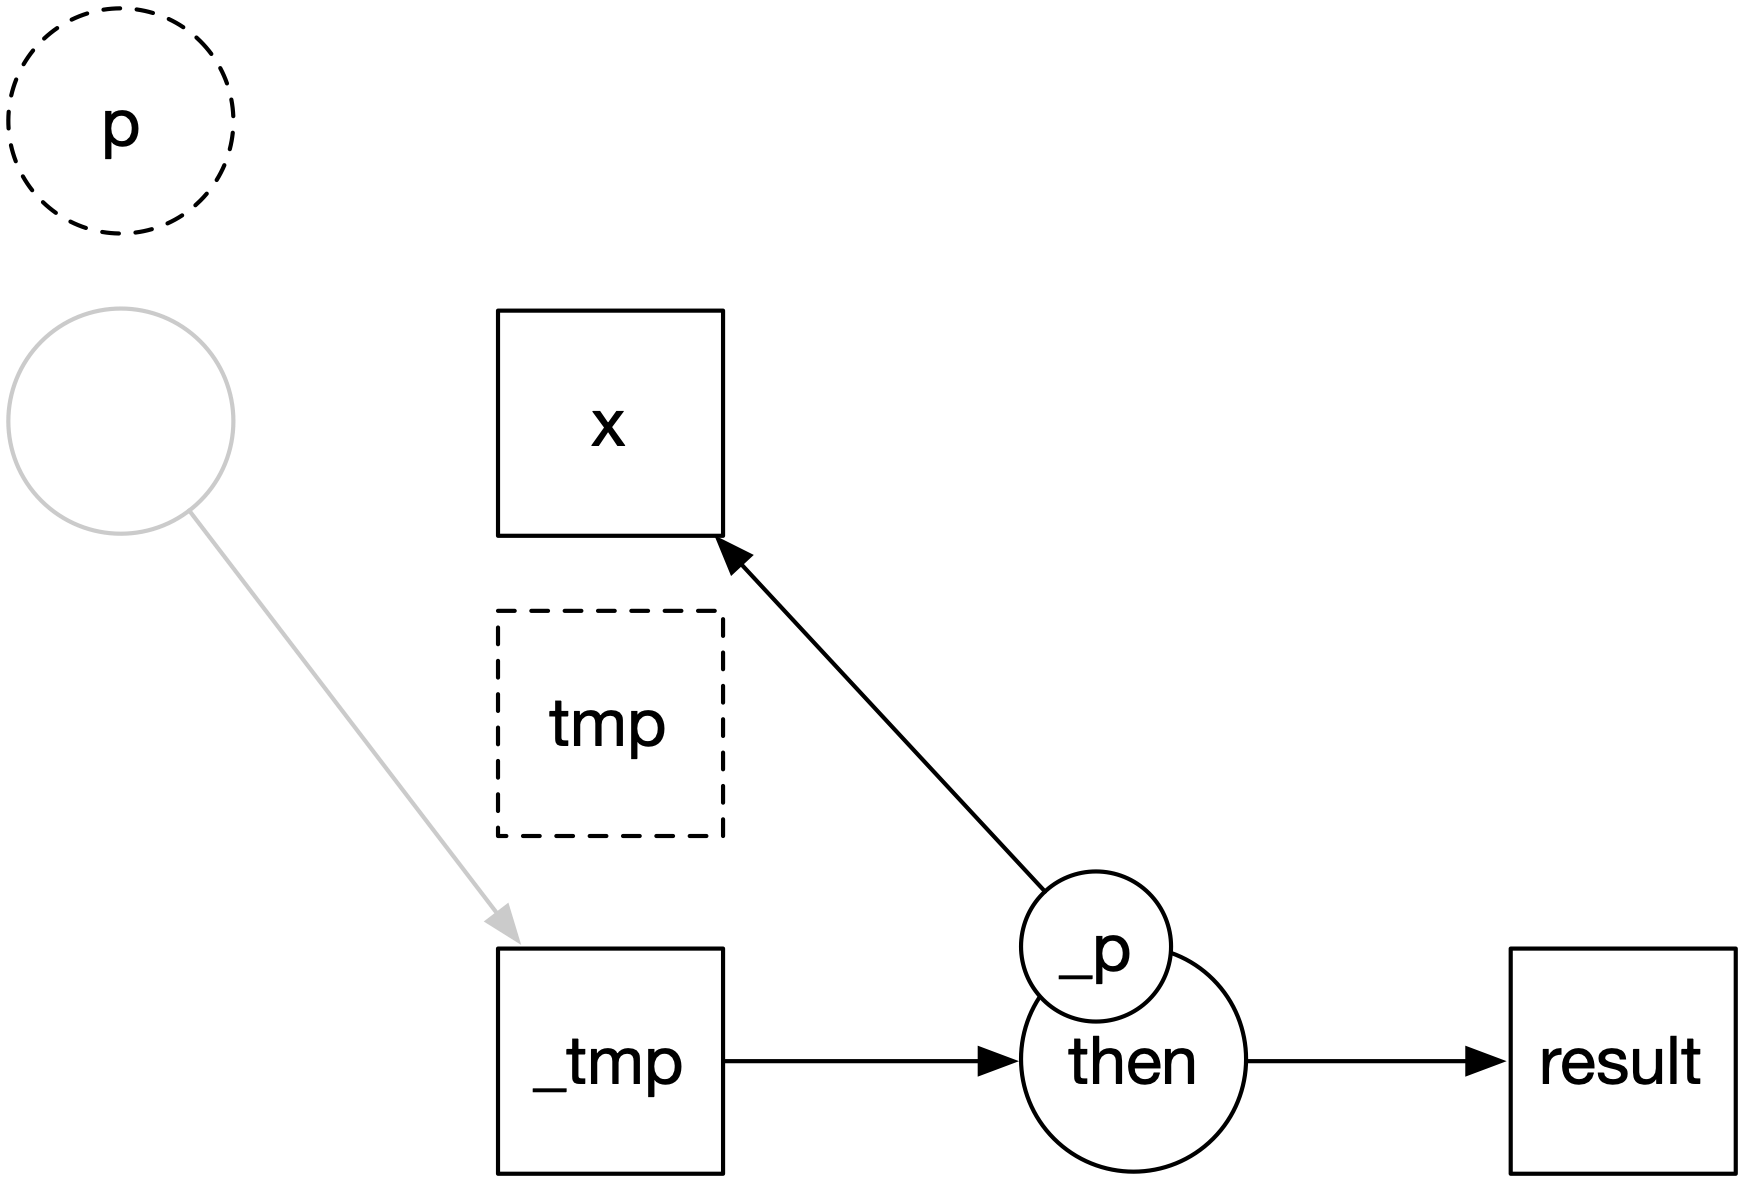 p
x
tmp
_p
_tmp
then
result